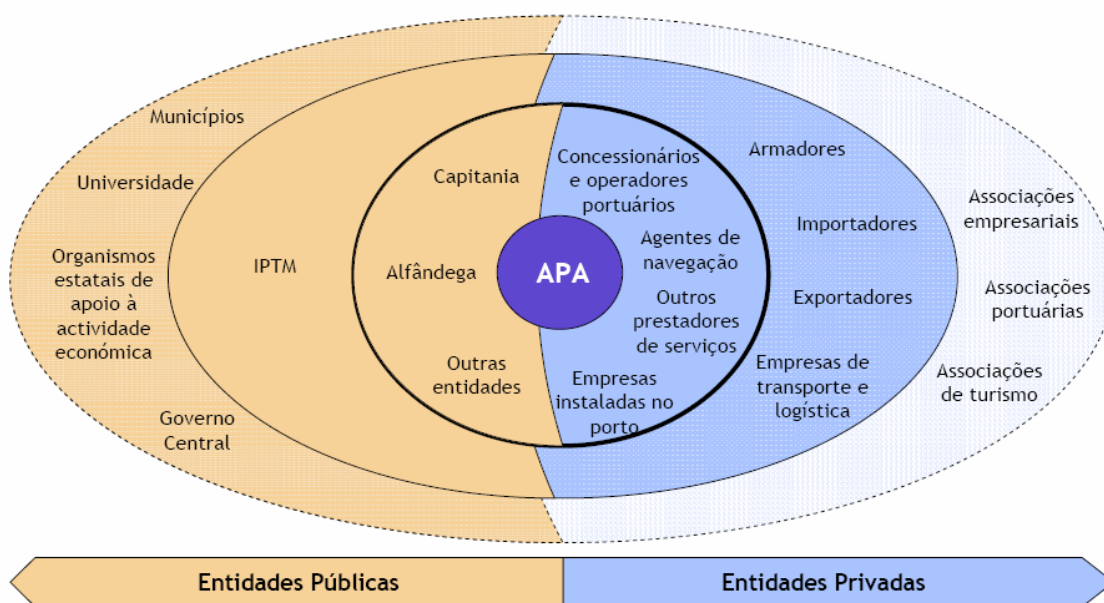 Municípios
Universidade
Organismos
estatais de
apoio à
actividade
económica
Governo
Central
IPTM
Capitania
Alfândega
Outras
entidades
APA
Concessionários
e operadores
portuários
Agentes de
navegação
Outros
prestadores
de serviços
Empresas
instaladas no
porto
Armadores
Importadores
Exportadores
Empresas de
transporte e
logística
Associações
empresariais
Associações
portuárias
Associações
de turismo
Entidades Públicas
Entidades Privadas